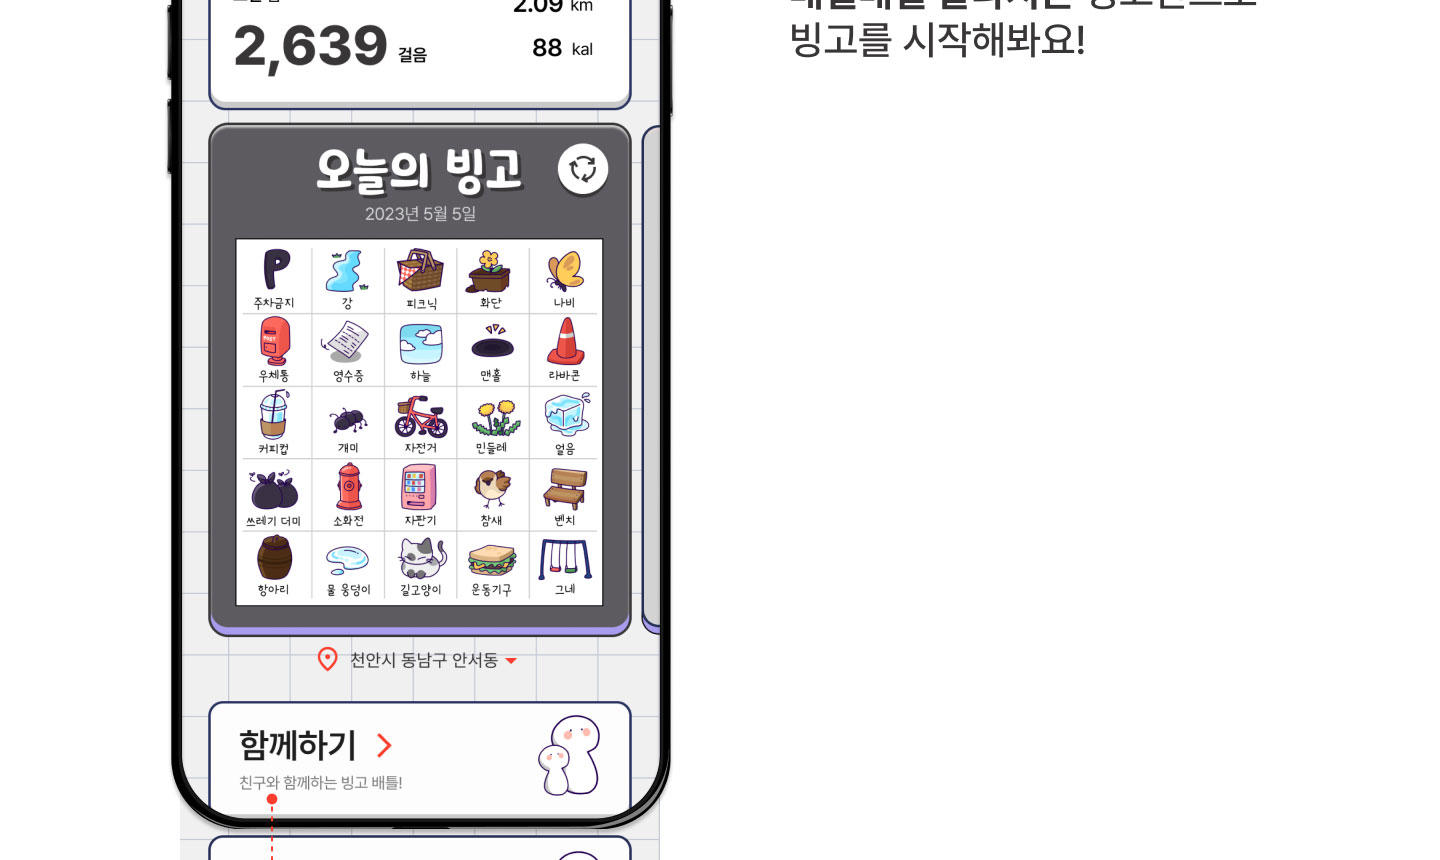 2.09 km
2,639 걸음
88 kal
빙고를 시작해봐요!
오늘의 빙고
2023년 5월 5일
P
주차금지 강 피크닉 화단 나비
POST
우체통 영수증 하늘 맨홀 라바콘
커피컵 개미 자전거 민들레 얼음
쓰레기 더미 소화전 자판기 참새 벤치
항아리 물 웅덩이 길고양이 운동기구 그네
천안시 동남구 안서동
함께하기
친구와 함께하는 빙고 배틀!